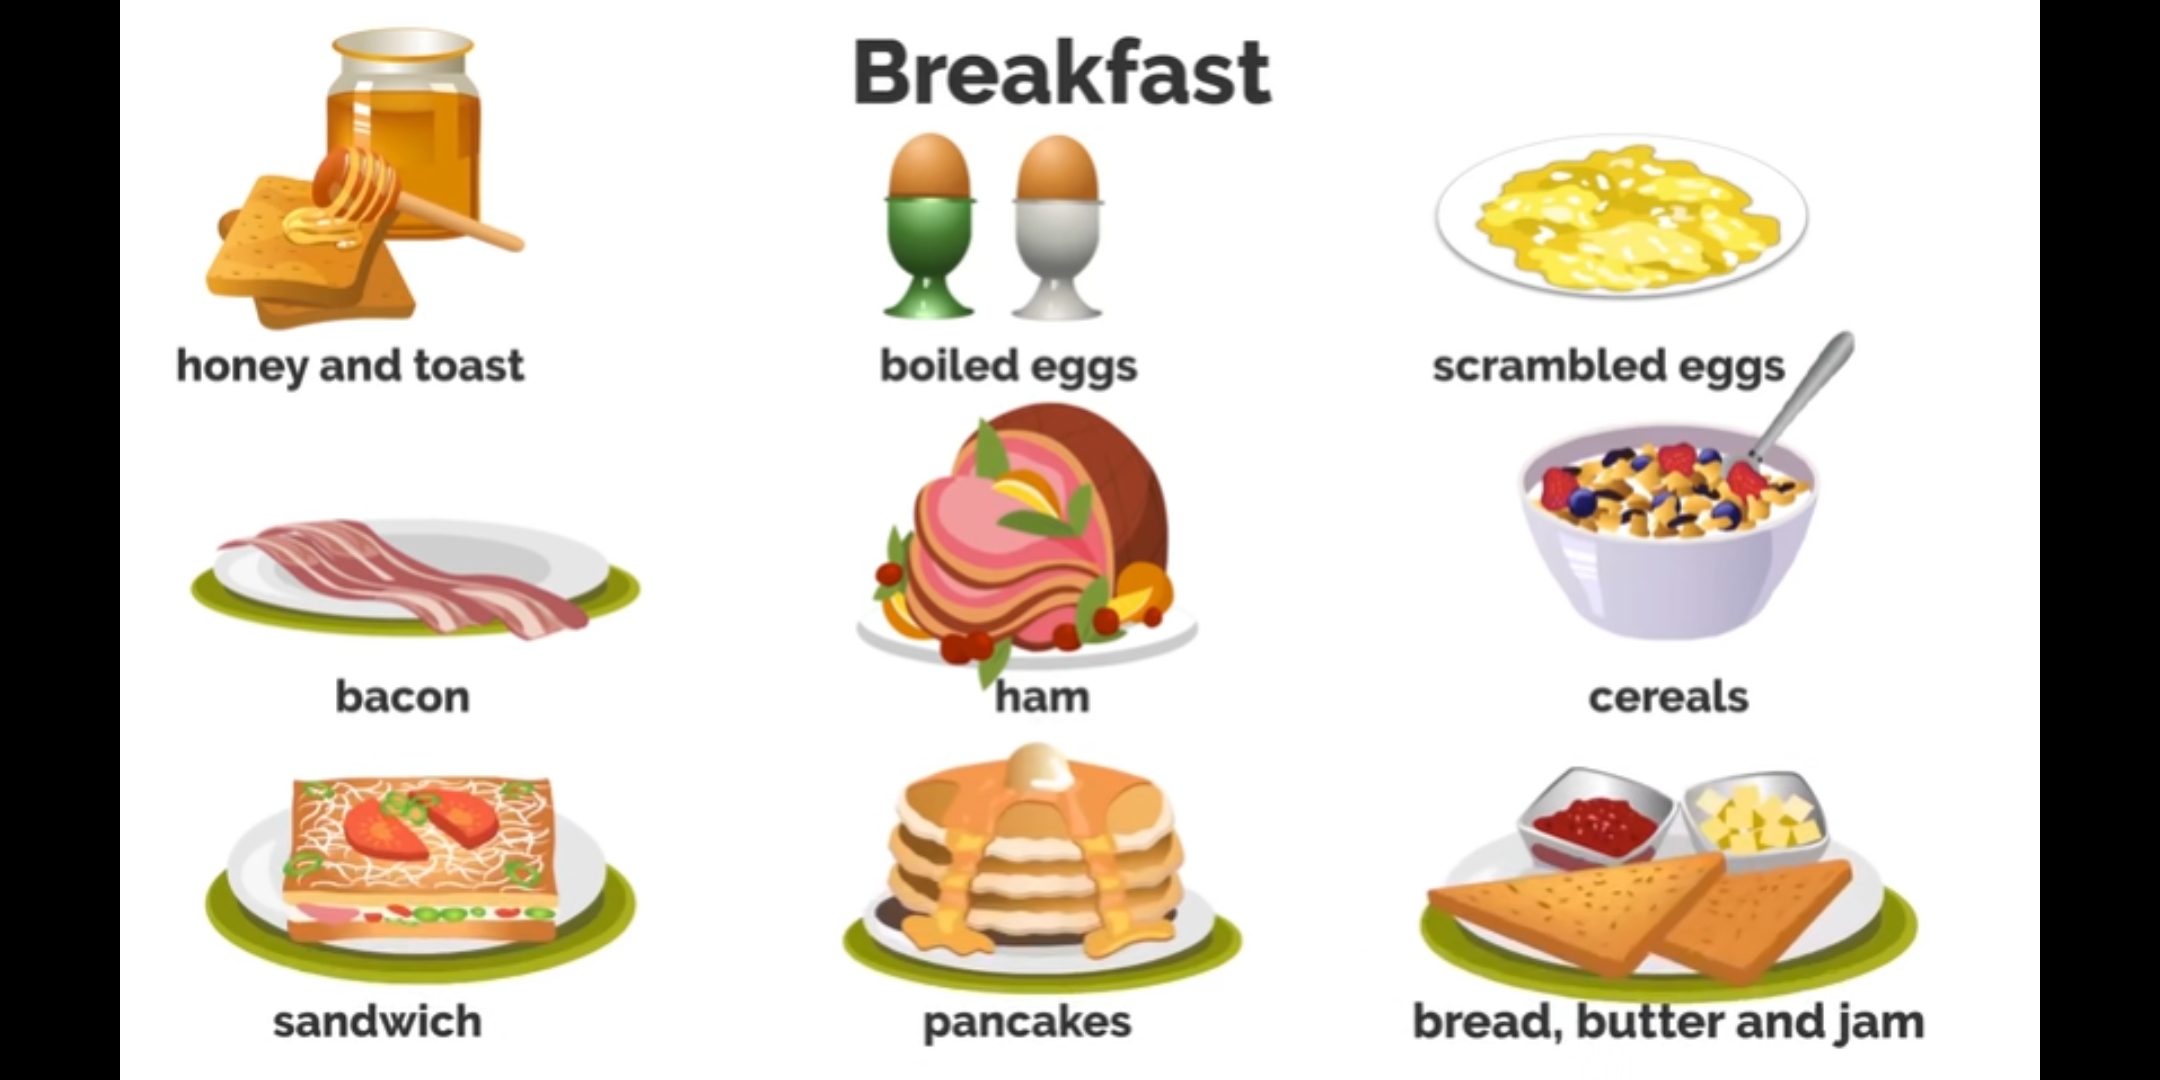 Breakfast
honey and toast
boiled eggs
scrambled eggs
bacon
ham
cereals
sandwich
pancakes
bread, butter and jam